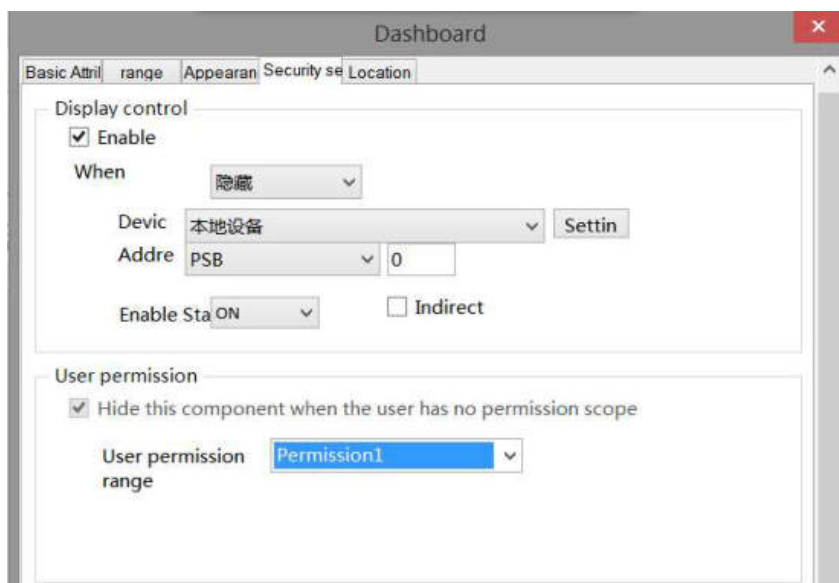 Dashboard
Basic Attril range Appearan Security se Location
Display control
Enable
When 隐藏
Devic 本地设备 Settin
Addre PSB 0
Enable Sta ON Indirect
User permission
Hide this component when the user has no permission scope
User permission Permission1
range